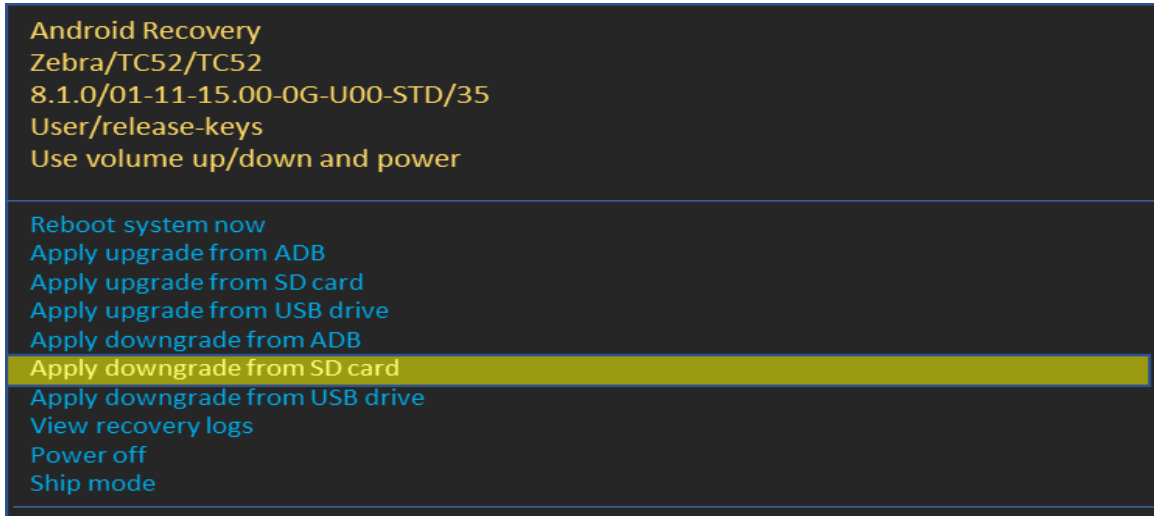 Android Recovery
Zebra/TC52/TC52
8.1.0/01-11-15.00-0G-U00-STD/35
User/release-keys
Use volume up/down and power
Reboot system now
Apply upgrade from ADB
Apply upgrade from SD card
Apply upgrade from USB drive
Apply downgrade from ADB
Apply downgrade from SD card
Apply downgrade from USB drive
View recovery logs
Power off
Ship mode